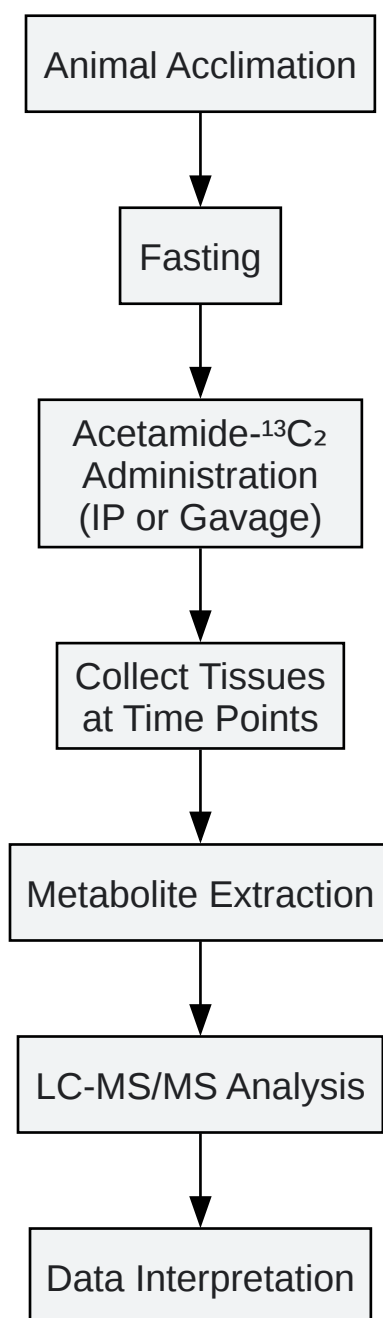 Animal Acclimation
Fasting
Acetamide-¹³C₂
Administration
(IP or Gavage)
Collect Tissues
at Time Points
Metabolite Extraction
LC-MS/MS Analysis
Data Interpretation